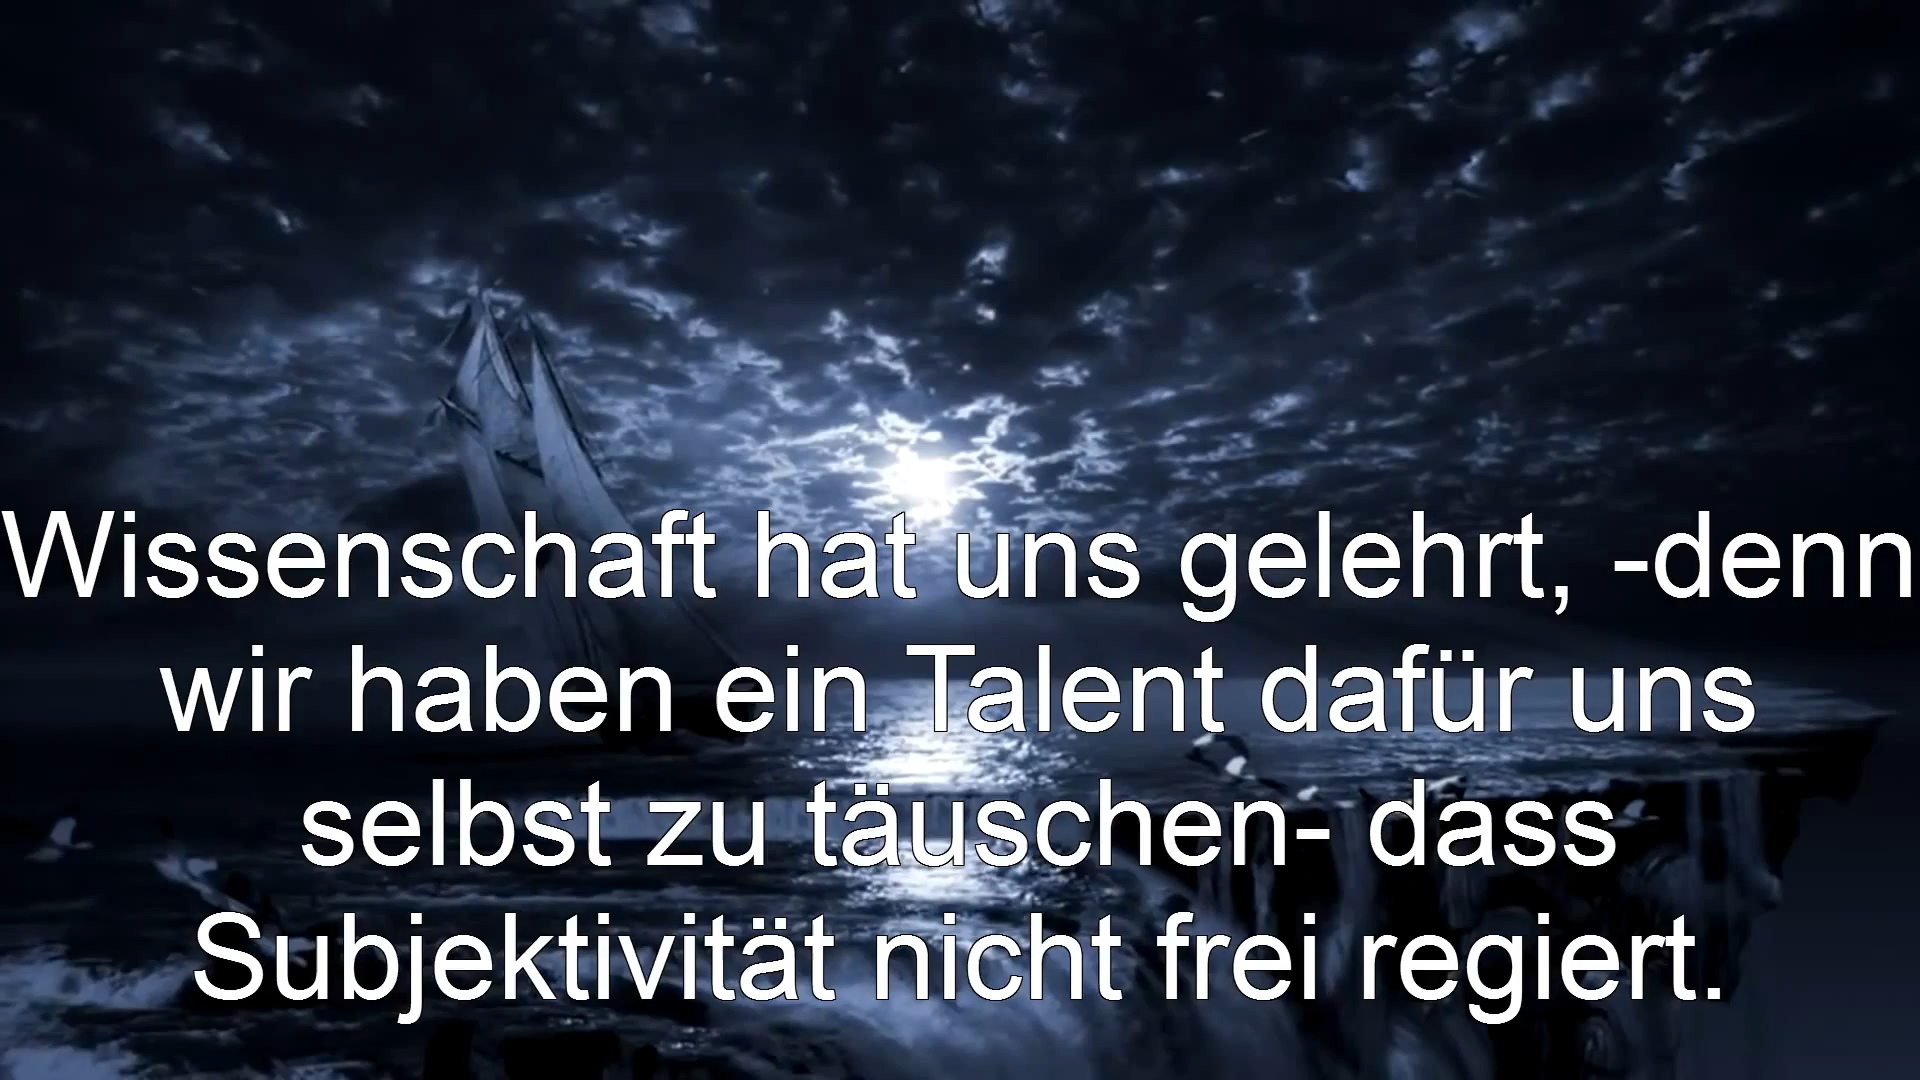 Wissenschaft hat uns gelehrt, -denn
wir haben ein Talent dafür uns
selbst zu täuschen- dass
Subjektivität nicht frei regiert.